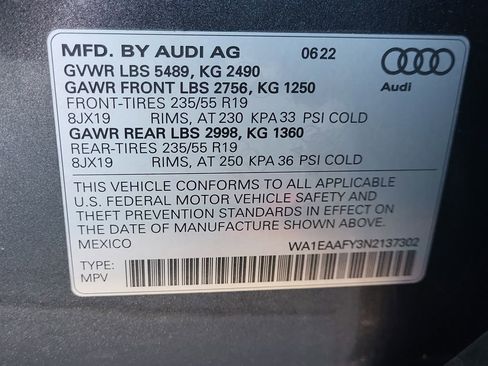 MFD. BY AUDI AG 06 22
GVWR LBS 5489, KG 2490
GAWR FRONT LBS 2756, KG 1250
Audi
FRONT-TIRES 235/55 R19
8JX19 RIMS, AT 230 KPA 33 PSI COLD
GAWR REAR LBS 2998, KG 1360
REAR-TIRES 235/55 R19
8JX19 RIMS, AT 250 KPA 36 PSI COLD
THIS VEHICLE CONFORMS TO ALL APPLICABLE
U.S. FEDERAL MOTOR VEHICLE SAFETY AND
THEFT PREVENTION STANDARDS IN EFFECT ON
THE DATE OF MANUFACTURE SHOWN ABOVE.
MEXICO WA1EAAFY3N2137302
TYPE:
MPV